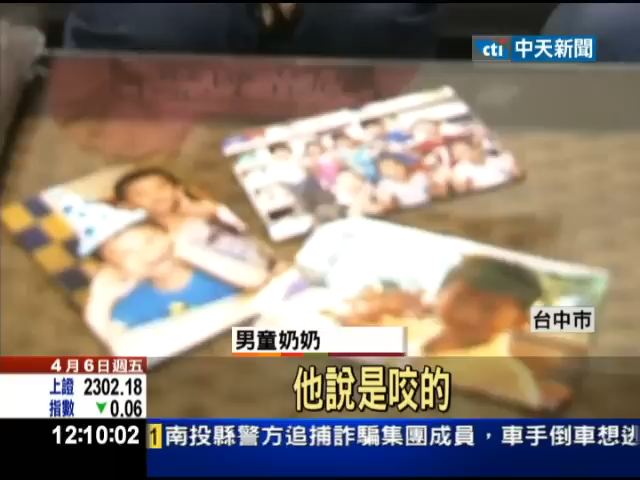 cti 中天新聞
台中市
男童奶奶
他說是咬的
4月6日週五
上證 2302.18
指數 ▼0.06
12:10:02
1 南投縣警方追捕詐騙集團成員，車手倒車想逃